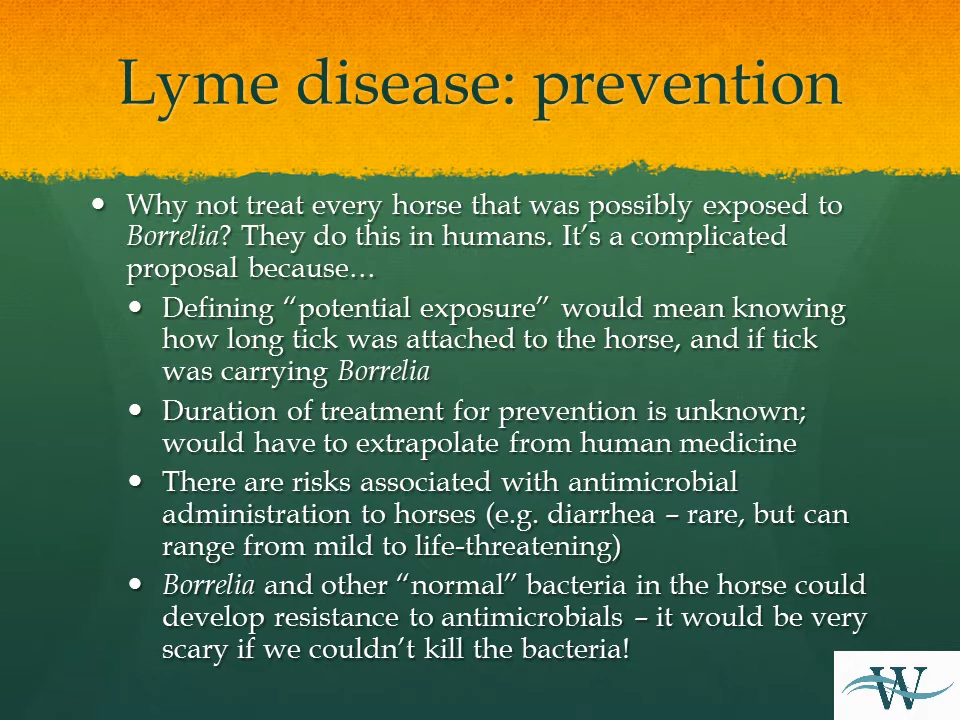 Lyme disease: prevention
• Why not treat every horse that was possibly exposed to
Borrelia? They do this in humans. It’s a complicated
proposal because…
• Defining “potential exposure” would mean knowing
how long tick was attached to the horse, and if tick
was carrying Borrelia
• Duration of treatment for prevention is unknown;
would have to extrapolate from human medicine
• There are risks associated with antimicrobial
administration to horses (e.g. diarrhea – rare, but can
range from mild to life-threatening)
• Borrelia and other “normal” bacteria in the horse could
develop resistance to antimicrobials – it would be very
scary if we couldn’t kill the bacteria!
W